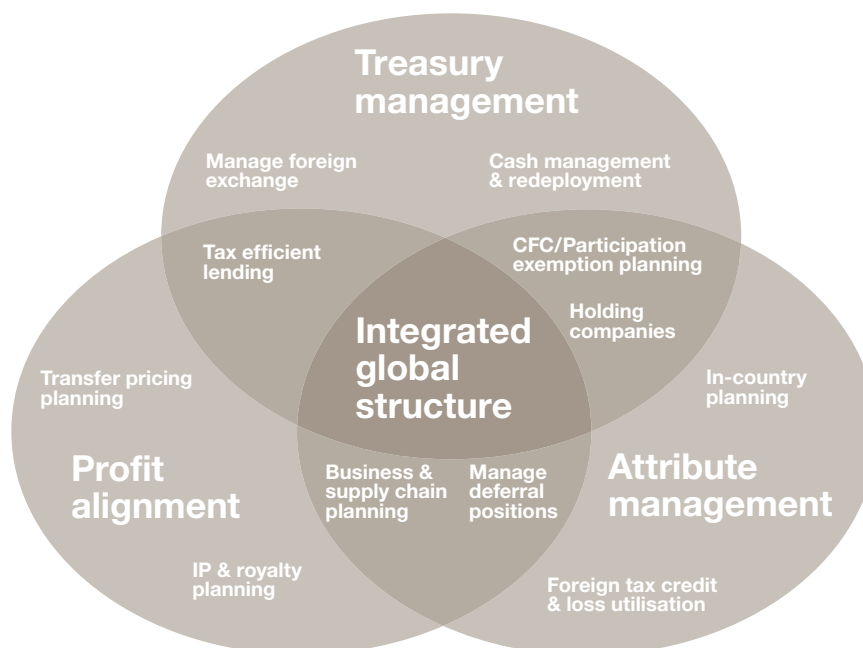 Treasury
management
Manage foreign
exchange
Cash management
& redeployment
Tax efficient
lending
CFC/Participation
exemption planning
Holding
companies
Integrated
global
structure
Transfer pricing
planning
In-country
planning
Profit
alignment
Business &
supply chain
planning
Manage
deferral
positions
Attribute
management
IP & royalty
planning
Foreign tax credit
& loss utilisation